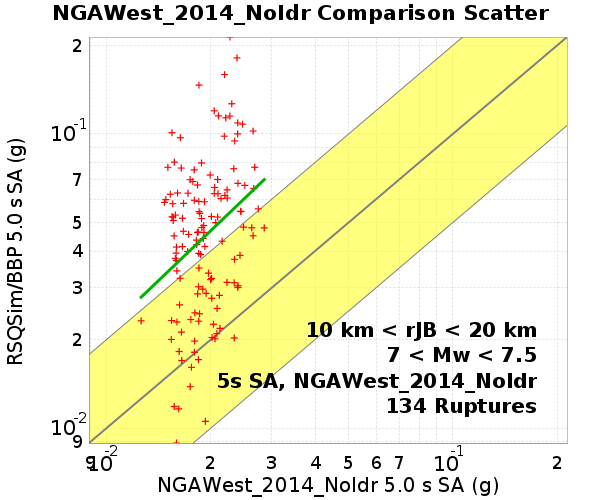 NGAWest_2014_NoIdr Comparison Scatter
RSQSim/BBP 5.0 s SA (g)
2
10-1
7
5
4
3
2
10-2
9
10 km < rJB < 20 km
7 < Mw < 7.5
5s SA, NGAWest_2014_NoIdr
134 Ruptures
9 10-2 2 3 4 5 6 7 10-1 2
NGAWest_2014_NoIdr 5.0 s SA (g)